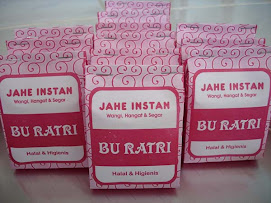 JAHE INSTAN
Wangi, Hangat & Segar
BU RATRI
Halal & Higienis
JAHE INSTAN
Wangi, Hangat & Segar
BU RATRI
Halal & Higienis
JAHE INSTAN
Wangi, Hangat & Segar
BU RATRI
Halal & Higienis